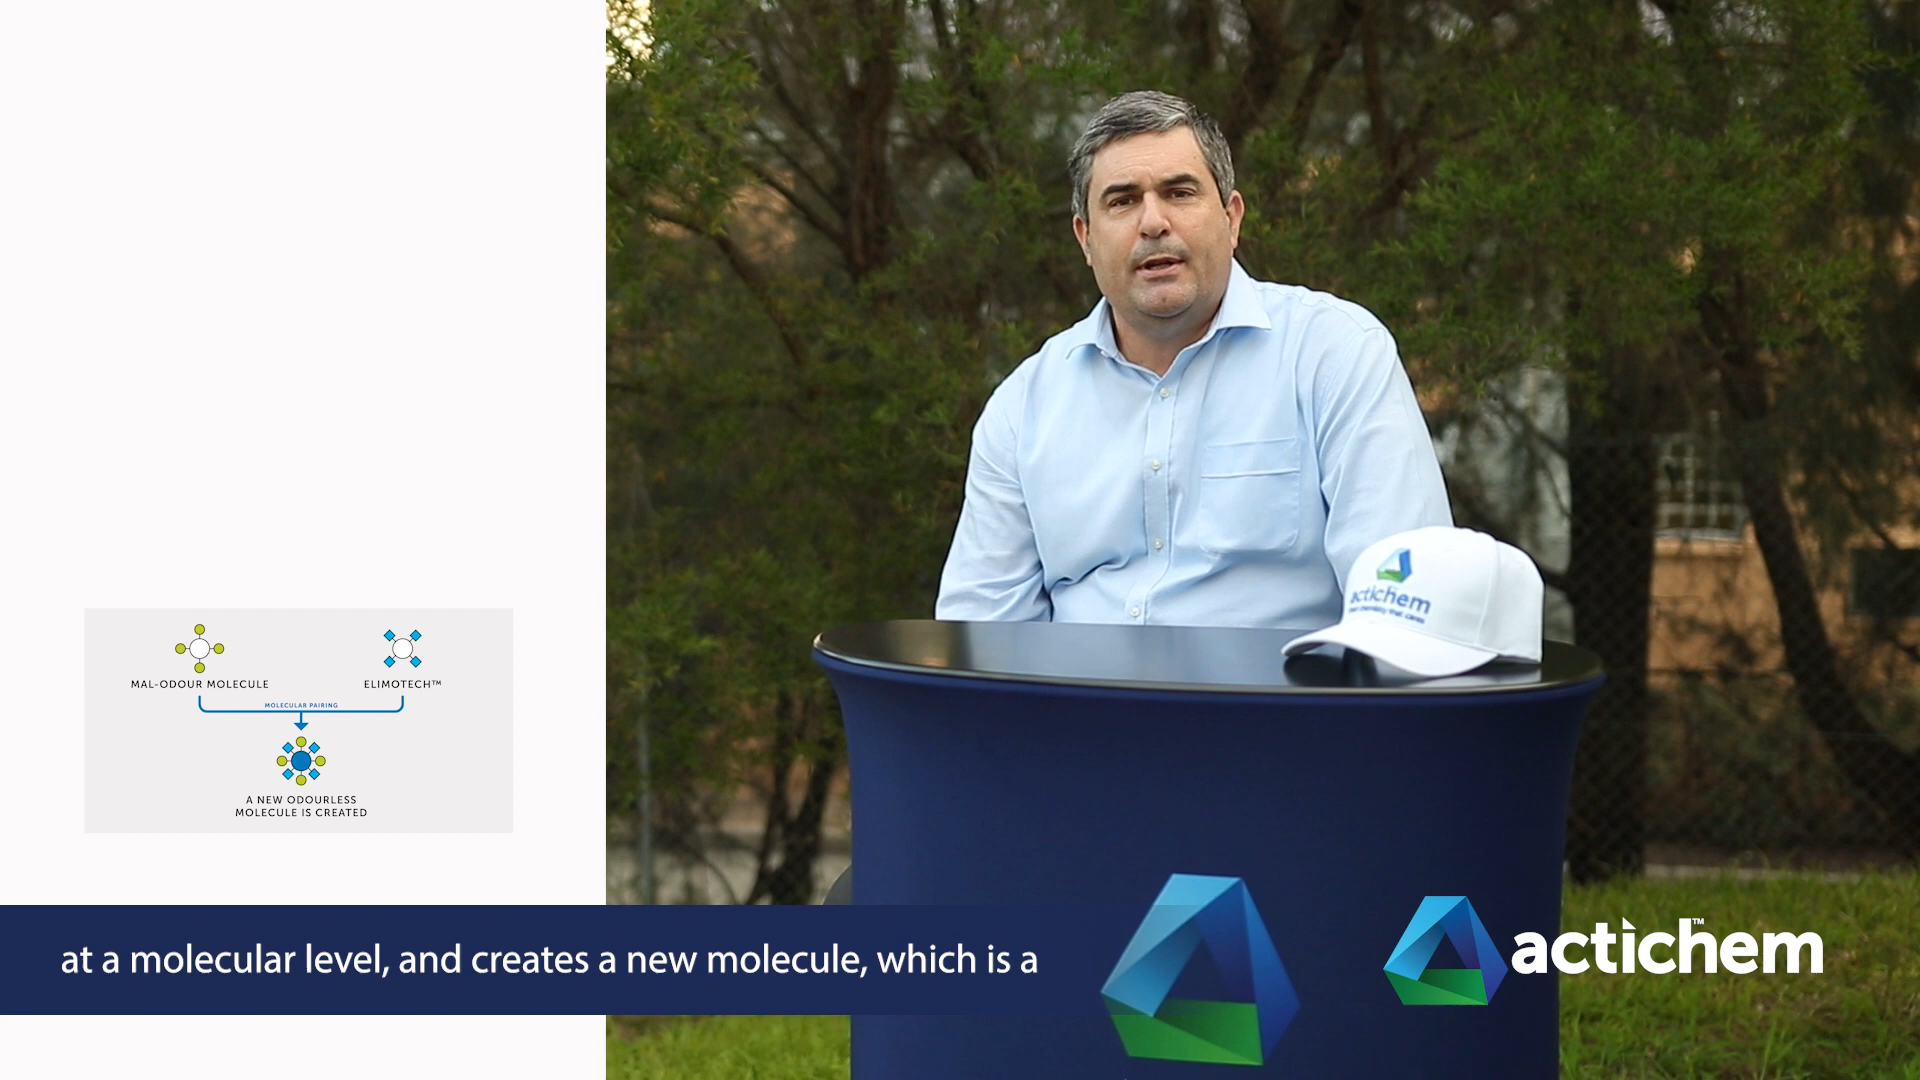 MAL-ODOUR MOLECULE
ELIMOTECH™
MOLECULAR PAIRING
A NEW ODOURLESS
MOLECULE IS CREATED
actichem
at a molecular level, and creates a new molecule, which is a
actichem™